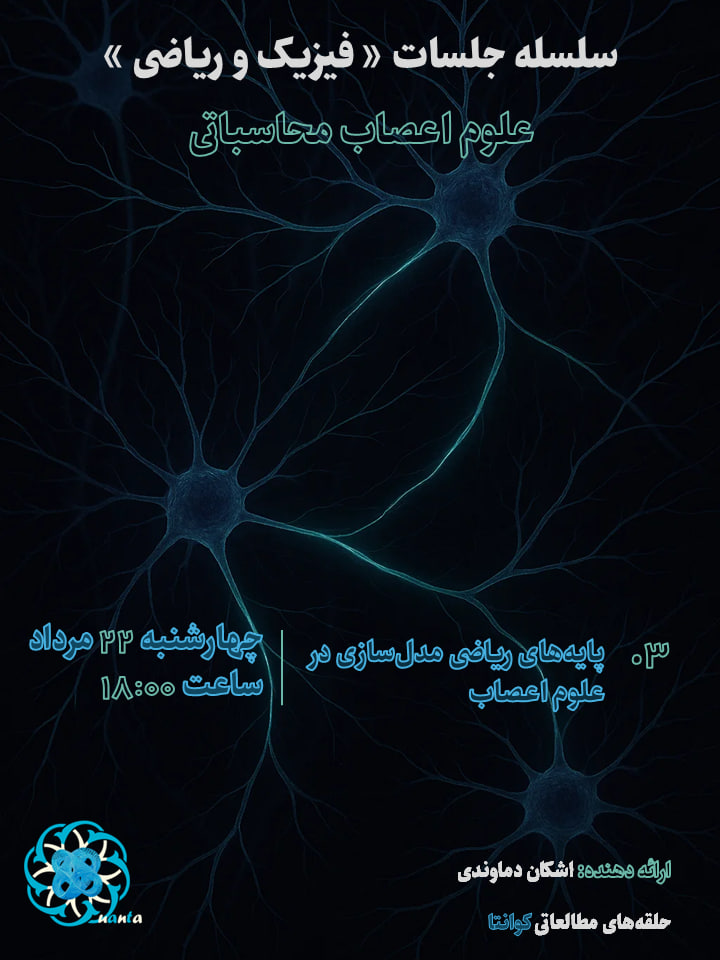 سلسله جلسات « فیزیک و ریاضی »
علوم اعصاب محاسباتی
۰۳
پایه‌های ریاضی مدل‌سازی در
علوم اعصاب
چهارشنبه ۲۲ مرداد
ساعت ۱۸:۰۰
ارائه دهنده: اشکان دماوندی
حلقه‌های مطالعاتی کوانتا
uanta